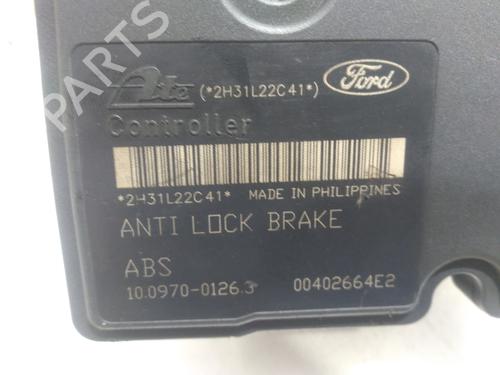 PARTS
Ate (*2H31L22C41*) Ford
Controller
*2H31L22C41* MADE IN PHILIPPINES
ANTI LOCK BRAKE
ABS
10.0970-0126.3 00402664E2